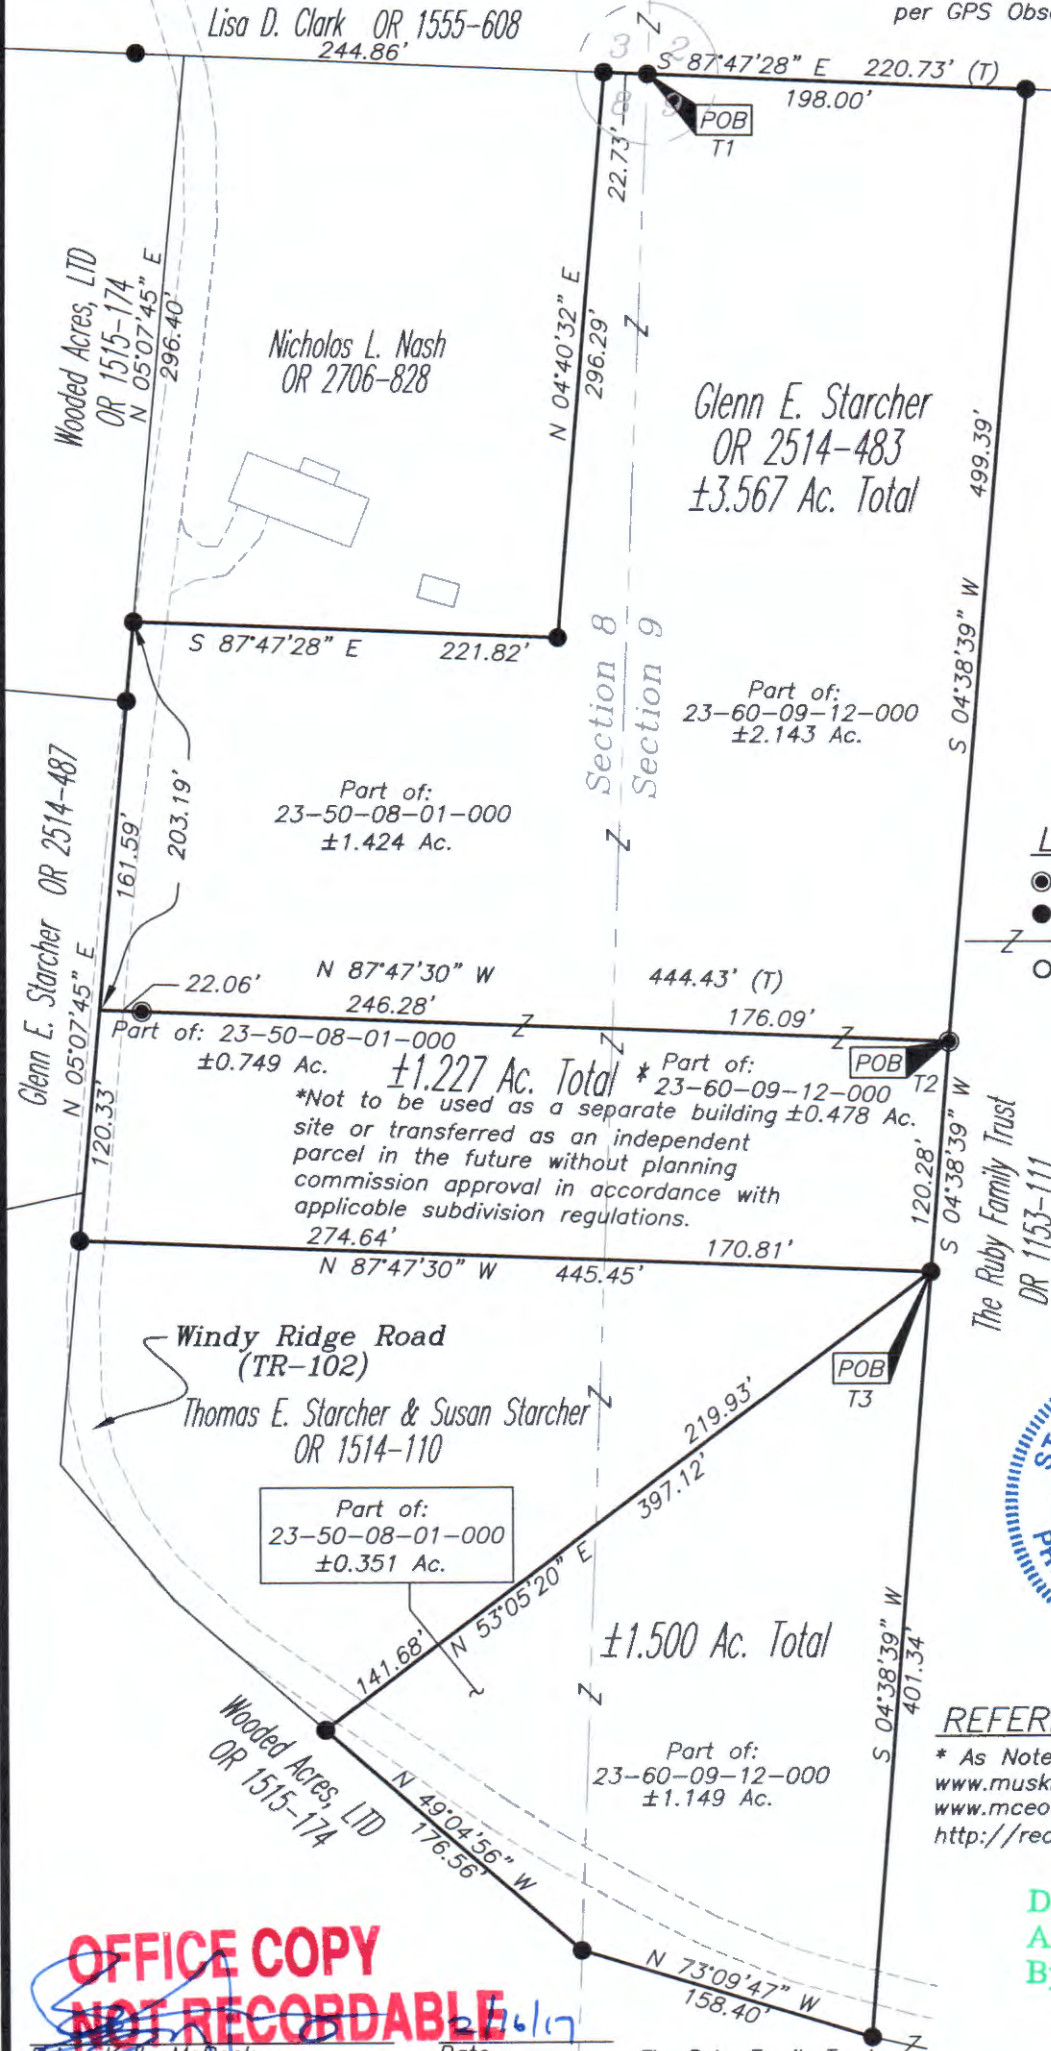 Lisa D. Clark OR 1555-608
244.86'
per GPS
3
2
8
9
S 87°47'28" E 220.73' (T)
198.00'
POB
T1
22.73'
Wooded Acres, LTD
OR 1515-174
N 05°07'45" E
296.40'
Nicholas L. Nash
OR 2706-828
N 04°40'32" E
296.29'
Z
Z
Glenn E. Starcher
OR 2514-483
±3.567 Ac. Total
499.39'
S 04°38'39" W
S 87°47'28" E 221.82'
Section 8
Section 9
Part of:
23-60-09-12-000
±2.143 Ac.
Part of:
23-50-08-01-000
±1.424 Ac.
Z
Glenn E. Starcher OR 2514-487
N 05°07'45" E
161.59'
203.19'
Z
22.06'
N 87°47'30" W 444.43' (T)
246.28'
176.09'
Z
Z
Z
Part of: 23-50-08-01-000
±0.749 Ac.
±1.227 Ac. Total *
Part of:
23-60-09-12-000
±0.478 Ac.
POB
T2
*Not to be used as a separate building
site or transferred as an independent
parcel in the future without planning
commission approval in accordance with
applicable subdivision regulations.
120.33'
120.28'
S 04°38'39" W
The Ruby Family Trust
DR 1153-111
274.64'
170.81'
N 87°47'30" W 445.45'
Windy Ridge Road
(TR-102)
POB
T3
Thomas E. Starcher & Susan Starcher
OR 1514-110
Z
219.93'
397.12'
Part of:
23-50-08-01-000
±0.351 Ac.
N 53°05'20" E
141.68'
±1.500 Ac. Total
S 04°38'39" W
401.34'
Z
Wooded Acres, LTD
OR 1515-174
Part of:
23-60-09-12-000
±1.149 Ac.
* As
http://
N 49°04'56" W
176.56'
N 73°09'47" W
158.40'
Z
OFFICE COPY
NOT RECORDABLE
2/16/17
Date